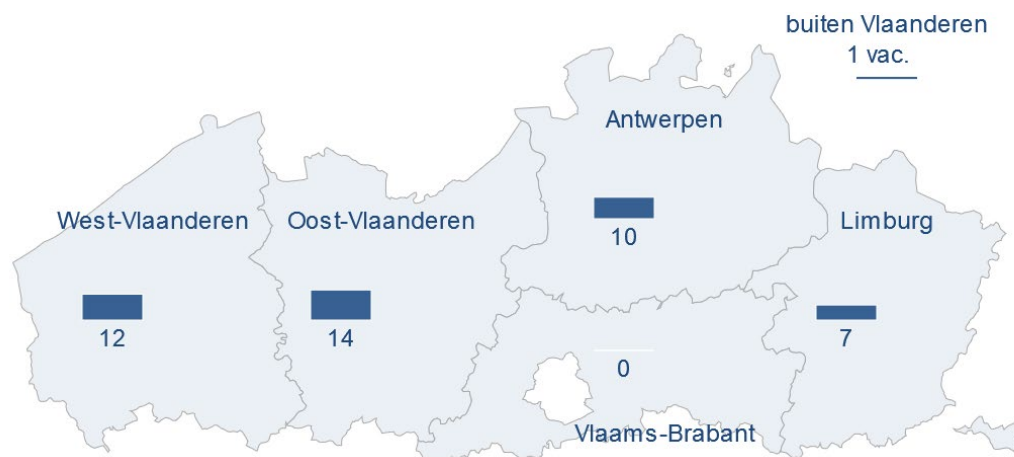 buiten Vlaanderen
1 vac.
Antwerpen
10
West-Vlaanderen
12
Oost-Vlaanderen
14
Limburg
7
0
Vlaams-Brabant